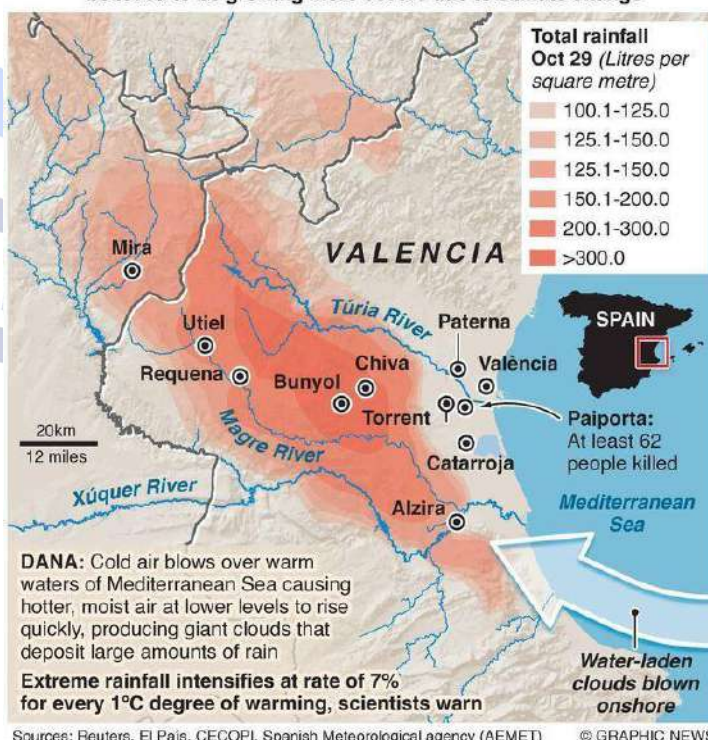 Total rainfall
Oct 29 (Litres per
square metre)
100.1-125.0
125.1-150.0
125.1-150.0
150.1-200.0
200.1-300.0
>300.0
Mira
VALENCIA
Túria River
Paterna
SPAIN
Utiel
València
Chiva
Requena
Bunyol
Torrent
Paiporta:
At least 62
people killed
20km
12 miles
Magre River
Catarroja
Xúquer River
Mediterranean
Sea
Alzira
DANA: Cold air blows over warm
waters of Mediterranean Sea causing
hotter, moist air at lower levels to rise
quickly, producing giant clouds that
deposit large amounts of rain
Water-laden
clouds blown
onshore
Extreme rainfall intensifies at rate of 7%
for every 1ºC degree of warming, scientists warn
Sources: Reuters, El País, CECOPI, Spanish Meteorological agency (AEMET)
© GRAPHIC NEWS